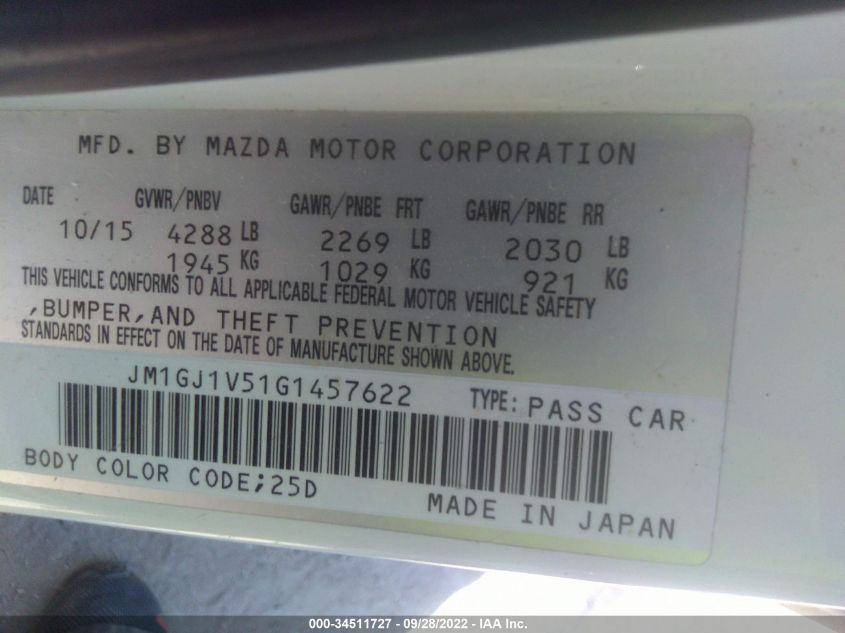 MFD. BY MAZDA MOTOR CORPORATION
DATE GVWR/PNBV GAWR/PNBE FRT GAWR/PNBE RR
10/15 4288 LB 2269 LB 2030 LB
1945 KG 1029 KG 921 KG
THIS VEHICLE CONFORMS TO ALL APPLICABLE FEDERAL MOTOR VEHICLE SAFETY
,BUMPER,AND THEFT PREVENTION
STANDARDS IN EFFECT ON THE DATE OF MANUFACTURE SHOWN ABOVE.
JM1GJ1V51G1457622 TYPE: PASS CAR
BODY COLOR CODE;25D
MADE IN JAPAN
000-34511727 - 09/28/2022 - IAA Inc.